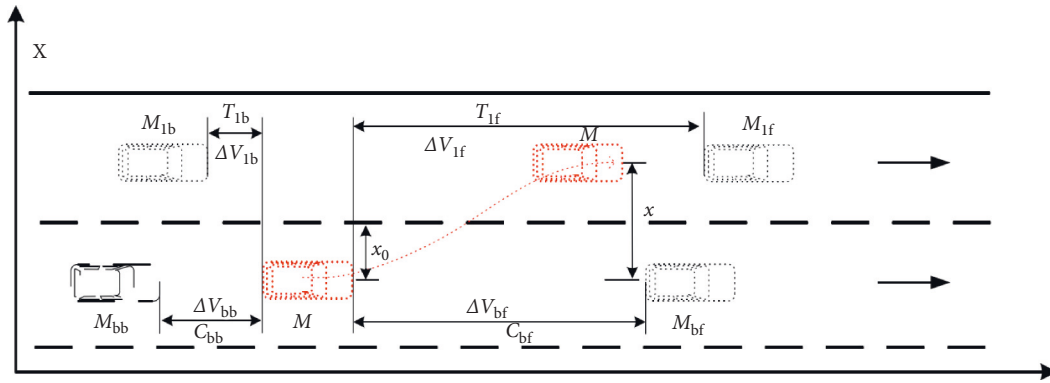 X
T1b
T1f
M1b
M
M1f
ΔV1b
ΔV1f
x
x0
ΔVbb
ΔVbf
Mbb
Cbb
M
Cbf
Mbf